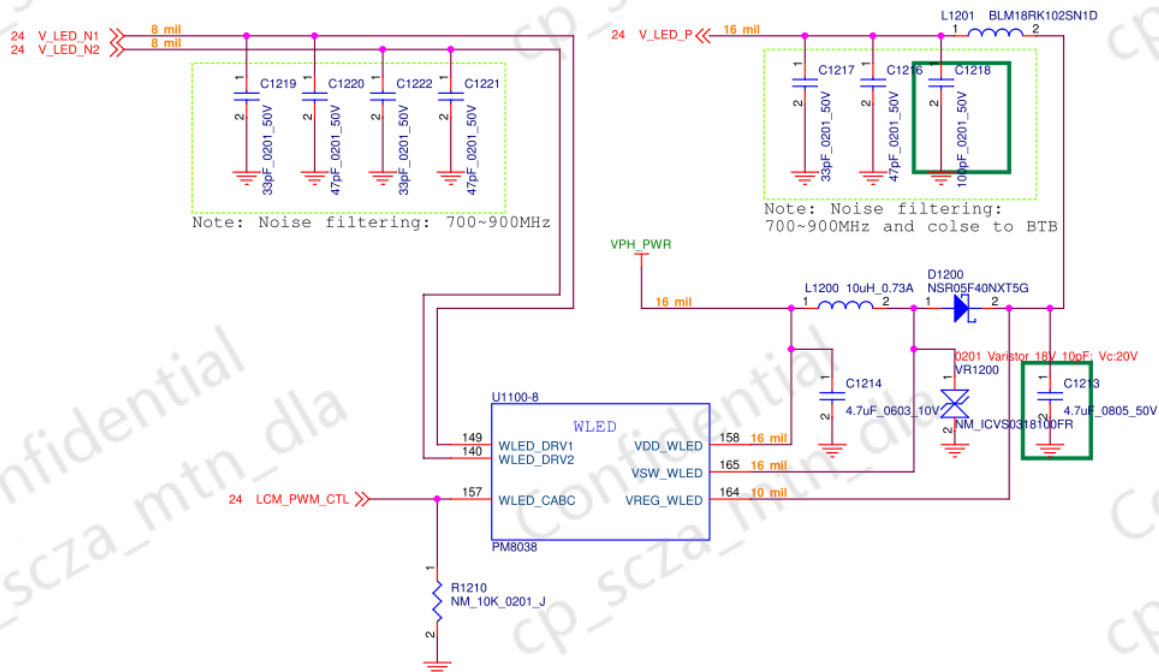 L1201 BLM18RK102SN1D
24 V_LED_N1 8 mil
24 V_LED_N2 8 mil
24 V_LED_P 16 mil
1 2
1 C1219 2 33pF_0201_50V
1 C1220 2 47pF_0201_50V
1 C1222 2 33pF_0201_50V
1 C1221 2 47pF_0201_50V
1 C1217 2 33pF_0201_50V
1 C1216 2 47pF_0201_50V
1 C1218 2 100pF_0201_50V
Note: Noise filtering: 700~900MHz
Note: Noise filtering:
700~900MHz and colse to BTB
VPH_PWR
16 mil
L1200 10uH_0.73A
1 2
D1200
NSR05F40NXT5G
1 2
0201 Varistor 18V 10pF; Vc:20V
VR1200
1 2
NM_ICVS0318100FR
C1214
1 2
4.7uF_0603_10V
C1213
1 2
4.7uF_0805_50V
U1100-8
WLED
149 WLED_DRV1
140 WLED_DRV2
157 WLED_CABC
VDD_WLED 158 16 mil
VSW_WLED 165 16 mil
VREG_WLED 164 10 mil
PM8038
24 LCM_PWM_CTL
1
R1210
NM_10K_0201_J
2
Confidential
cp_scza_mtn_dla
Confidential
cp_scza_mtn_dla